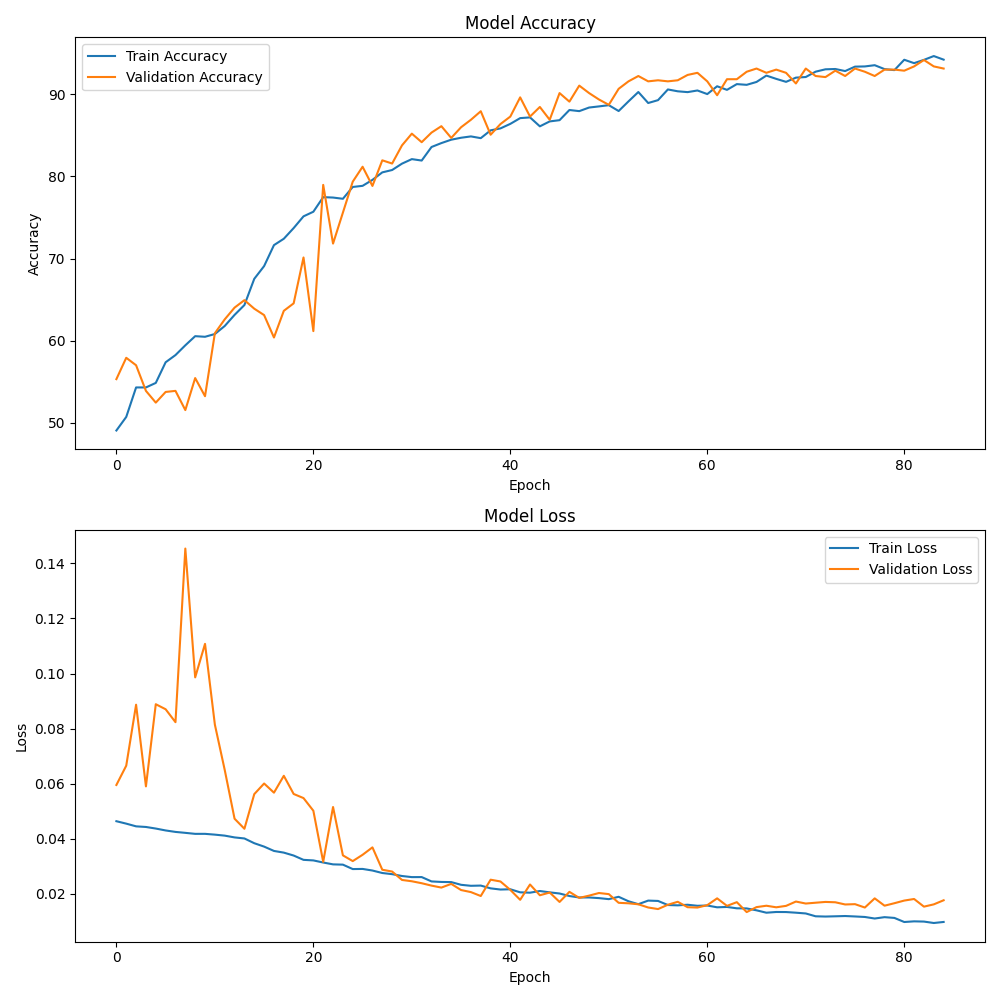 Model Accuracy
Train Accuracy
Validation Accuracy
90
80
70
60
50
Accuracy
0 20 40 60 80
Epoch
Model Loss
Train Loss
Validation Loss
0.14
0.12
0.10
0.08
0.06
0.04
0.02
Loss
0 20 40 60 80
Epoch